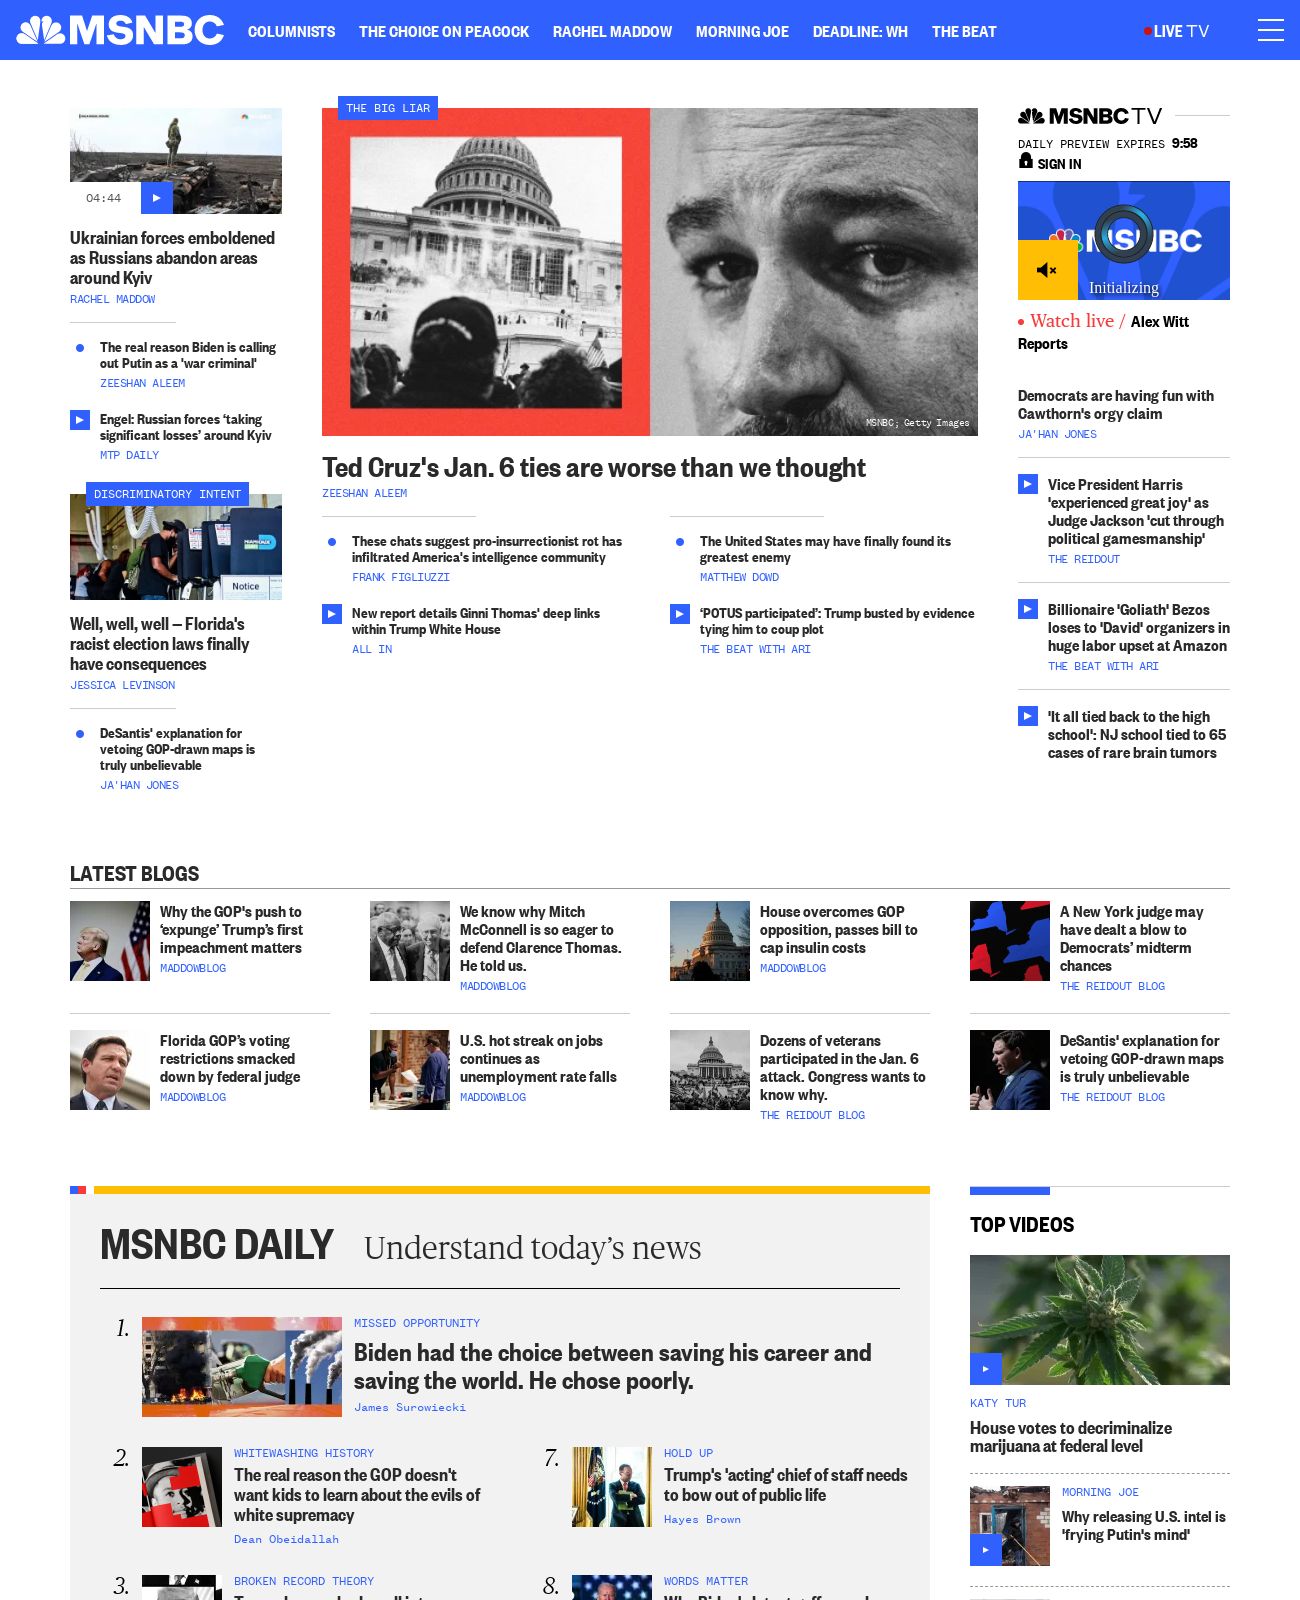 MSNBC COLUMNISTS THE CHOICE ON PEACOCK RACHEL MADDOW MORNING JOE DEADLINE: WH THE BEAT LIVE TV
04:44
Ukrainian forces emboldened
as Russians abandon areas
around Kyiv
RACHEL MADDOW
The real reason Biden is calling
out Putin as a 'war criminal'
ZEESHAN ALEEM
Engel: Russian forces ‘taking
significant losses’ around Kyiv
MTP DAILY
DISCRIMINATORY INTENT
Notice
Well, well, well — Florida's
racist election laws finally
have consequences
JESSICA LEVINSON
DeSantis' explanation for
vetoing GOP-drawn maps is
truly unbelievable
JA'HAN JONES
THE BIG LIAR
MSNBC; Getty Images
Ted Cruz's Jan. 6 ties are worse than we thought
ZEESHAN ALEEM
These chats suggest pro-insurrectionist rot has
infiltrated America's intelligence community
FRANK FIGLIUZZI
New report details Ginni Thomas' deep links
within Trump White House
ALL IN
The United States may have finally found its
greatest enemy
MATTHEW DOWD
‘POTUS participated’: Trump busted by evidence
tying him to coup plot
THE BEAT WITH ARI
MSNBC TV
DAILY PREVIEW EXPIRES 9:58
SIGN IN
MSNBC
Initializing
Watch live / Alex Witt
Reports
Democrats are having fun with
Cawthorn's orgy claim
JA'HAN JONES
Vice President Harris
'experienced great joy' as
Judge Jackson 'cut through
political gamesmanship'
THE REIDOUT
Billionaire 'Goliath' Bezos
loses to 'David' organizers in
huge labor upset at Amazon
THE BEAT WITH ARI
'It all tied back to the high
school': NJ school tied to 65
cases of rare brain tumors
LATEST BLOGS
Why the GOP's push to
‘expunge’ Trump’s first
impeachment matters
MADDOWBLOG
We know why Mitch
McConnell is so eager to
defend Clarence Thomas.
He told us.
MADDOWBLOG
House overcomes GOP
opposition, passes bill to
cap insulin costs
MADDOWBLOG
A New York judge may
have dealt a blow to
Democrats’ midterm
chances
THE REIDOUT BLOG
Florida GOP’s voting
restrictions smacked
down by federal judge
MADDOWBLOG
U.S. hot streak on jobs
continues as
unemployment rate falls
MADDOWBLOG
Dozens of veterans
participated in the Jan. 6
attack. Congress wants to
know why.
THE REIDOUT BLOG
DeSantis' explanation for
vetoing GOP-drawn maps
is truly unbelievable
THE REIDOUT BLOG
MSNBC DAILY Understand today’s news
1.
MISSED OPPORTUNITY
Biden had the choice between saving his career and
saving the world. He chose poorly.
James Surowiecki
2.
WHITEWASHING HISTORY
The real reason the GOP doesn't
want kids to learn about the evils of
white supremacy
Dean Obeidallah
3.
BROKEN RECORD THEORY
7.
HOLD UP
Trump's 'acting' chief of staff needs
to bow out of public life
Hayes Brown
8.
WORDS MATTER
TOP VIDEOS
KATY TUR
House votes to decriminalize
marijuana at federal level
MORNING JOE
Why releasing U.S. intel is
'frying Putin's mind'